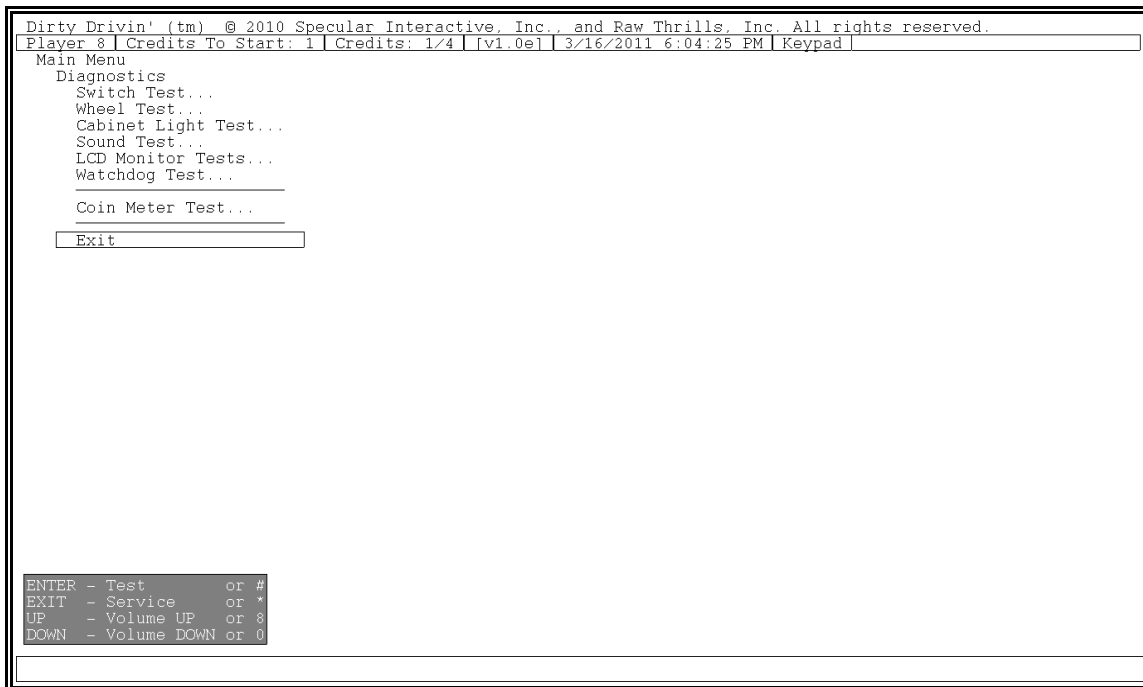 Dirty Drivin' (tm) © 2010 Specular Interactive, Inc., and Raw Thrills, Inc. All rights reserved.
Player 8 Credits To Start: 1 Credits: 1/4 [v1.0e] 3/16/2011 6:04:25 PM Keypad
Main Menu
Diagnostics
Switch Test...
Wheel Test...
Cabinet Light Test...
Sound Test...
LCD Monitor Tests...
Watchdog Test...
Coin Meter Test...
Exit
ENTER - Test or #
EXIT - Service or *
UP - Volume UP or 8
DOWN - Volume DOWN or 0